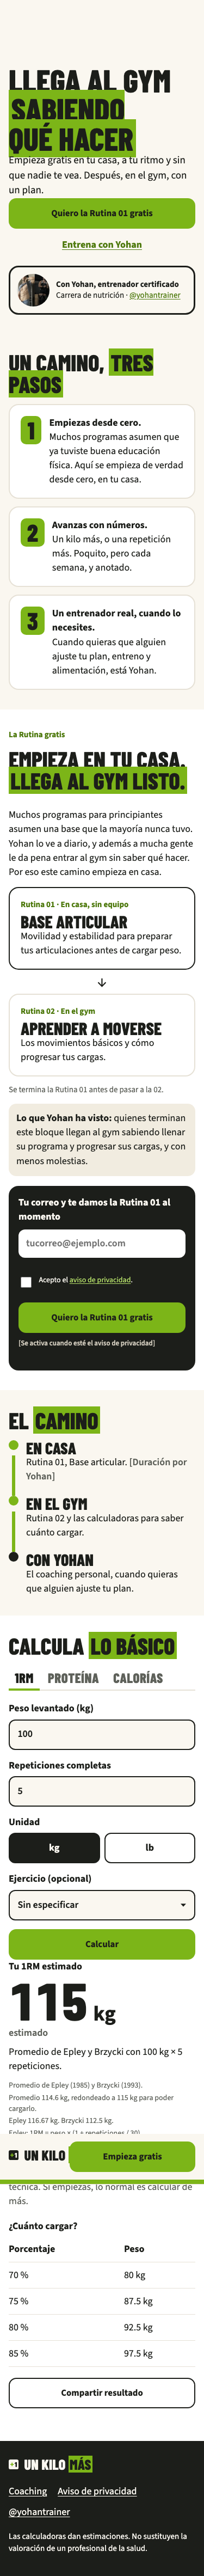 LLEGA AL GYM
SABIENDO
QUÉ HACER
Empieza gratis en tu casa, a tu ritmo y sin
que nadie te vea. Después, en el gym, con
un plan.
Quiero la Rutina 01 gratis
Entrena con Yohan
Con Yohan, entrenador certificado
Carrera de nutrición · @yohantrainer
UN CAMINO, TRES
PASOS
1
Empiezas desde cero.
Muchos programas asumen que
ya tuviste buena educación
física. Aquí se empieza de verdad
desde cero, en tu casa.
2
Avanzas con números.
Un kilo más, o una repetición
más. Poquito, pero cada
semana, y anotado.
3
Un entrenador real, cuando lo
necesites.
Cuando quieras que alguien
ajuste tu plan, entreno y
alimentación, está Yohan.
La Rutina gratis
EMPIEZA EN TU CASA.
LLEGA AL GYM LISTO.
Muchos programas para principiantes
asumen una base que la mayoría nunca tuvo.
Yohan lo ve a diario, y además a mucha gente
le da pena entrar al gym sin saber qué hacer.
Por eso este camino empieza en casa.
Rutina 01 · En casa, sin equipo
BASE ARTICULAR
Movilidad y estabilidad para preparar
tus articulaciones antes de cargar peso.
Rutina 02 · En el gym
APRENDER A MOVERSE
Los movimientos básicos y cómo
progresar tus cargas.
Se termina la Rutina 01 antes de pasar a la 02.
Lo que Yohan ha visto: quienes terminan
este bloque llegan al gym sabiendo llenar
su programa y progresar sus cargas, y con
menos molestias.
Tu correo y te damos la Rutina 01 al
momento
tucorreo@ejemplo.com
Acepto el aviso de privacidad.
Quiero la Rutina 01 gratis
[Se activa cuando esté el aviso de privacidad]
EL CAMINO
EN CASA
Rutina 01, Base articular. [Duración por
Yohan]
EN EL GYM
Rutina 02 y las calculadoras para saber
cuánto cargar.
CON YOHAN
El coaching personal, cuando quieras
que alguien ajuste tu plan.
CALCULA LO BÁSICO
1RM PROTEÍNA CALORÍAS
Peso levantado (kg)
100
Repeticiones completas
5
Unidad
kg lb
Ejercicio (opcional)
Sin especificar
Calcular
Tu 1RM estimado
115 kg
estimado
Promedio de Epley y Brzycki con 100 kg × 5
repeticiones.
Promedio de Epley (1985) y Brzycki (1993).
Promedio 114.6 kg, redondeado a 115 kg para poder
cargarlo.
Epley 116.67 kg. Brzycki 112.5 kg.
Epley: 1RM = peso × (1 + repeticiones / 30).
UN KILO
Empieza gratis
técnica. Si empiezas, lo normal es calcular de
más.
¿Cuánto cargar?
Porcentaje Peso
70 % 80 kg
75 % 87.5 kg
80 % 92.5 kg
85 % 97.5 kg
Compartir resultado
UN KILO MÁS
Coaching Aviso de privacidad
@yohantrainer
Las calculadoras dan estimaciones. No sustituyen la
valoración de un profesional de la salud.